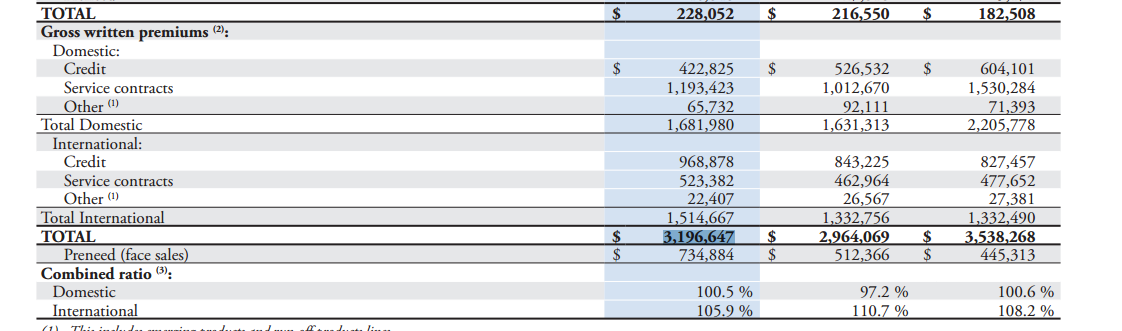 TOTAL $ 228,052 $ 216,550 $ 182,508
Gross written premiums (2):
Domestic:
Credit $ 422,825 $ 526,532 $ 604,101
Service contracts 1,193,423 1,012,670 1,530,284
Other (1) 65,732 92,111 71,393
Total Domestic 1,681,980 1,631,313 2,205,778
International:
Credit 968,878 843,225 827,457
Service contracts 523,382 462,964 477,652
Other (1) 22,407 26,567 27,381
Total International 1,514,667 1,332,756 1,332,490
TOTAL $ 3,196,647 $ 2,964,069 $ 3,538,268
Preneed (face sales) $ 734,884 $ 512,366 $ 445,313
Combined ratio (3):
Domestic 100.5 % 97.2 % 100.6 %
International 105.9 % 110.7 % 108.2 %